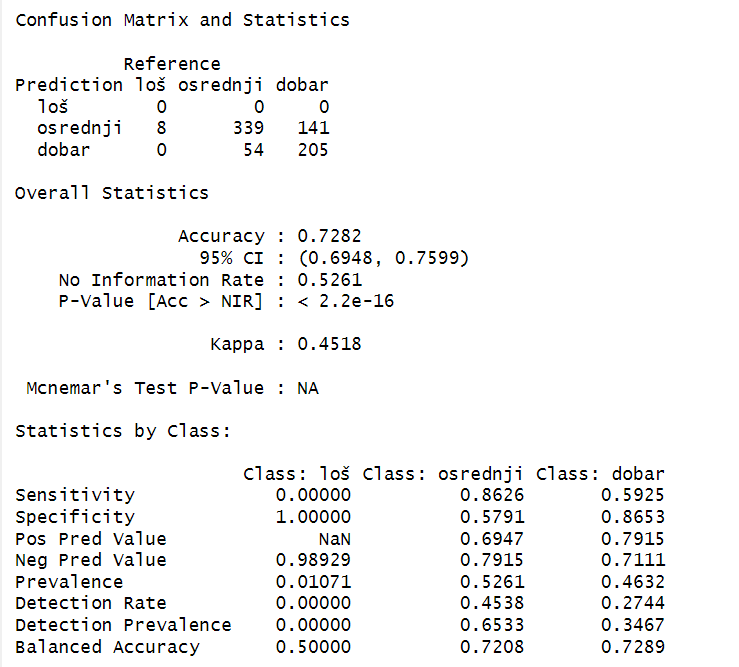 Confusion Matrix and Statistics
Reference
Prediction loš osrednji dobar
loš 0 0 0
osrednji 8 339 141
dobar 0 54 205
Overall Statistics
Accuracy : 0.7282
95% CI : (0.6948, 0.7599)
No Information Rate : 0.5261
P-Value [Acc > NIR] : < 2.2e-16
Kappa : 0.4518
Mcnemar's Test P-Value : NA
Statistics by Class:
Class: loš Class: osrednji Class: dobar
Sensitivity 0.00000 0.8626 0.5925
Specificity 1.00000 0.5791 0.8653
Pos Pred Value NaN 0.6947 0.7915
Neg Pred Value 0.98929 0.7915 0.7111
Prevalence 0.01071 0.5261 0.4632
Detection Rate 0.00000 0.4538 0.2744
Detection Prevalence 0.00000 0.6533 0.3467
Balanced Accuracy 0.50000 0.7208 0.7289